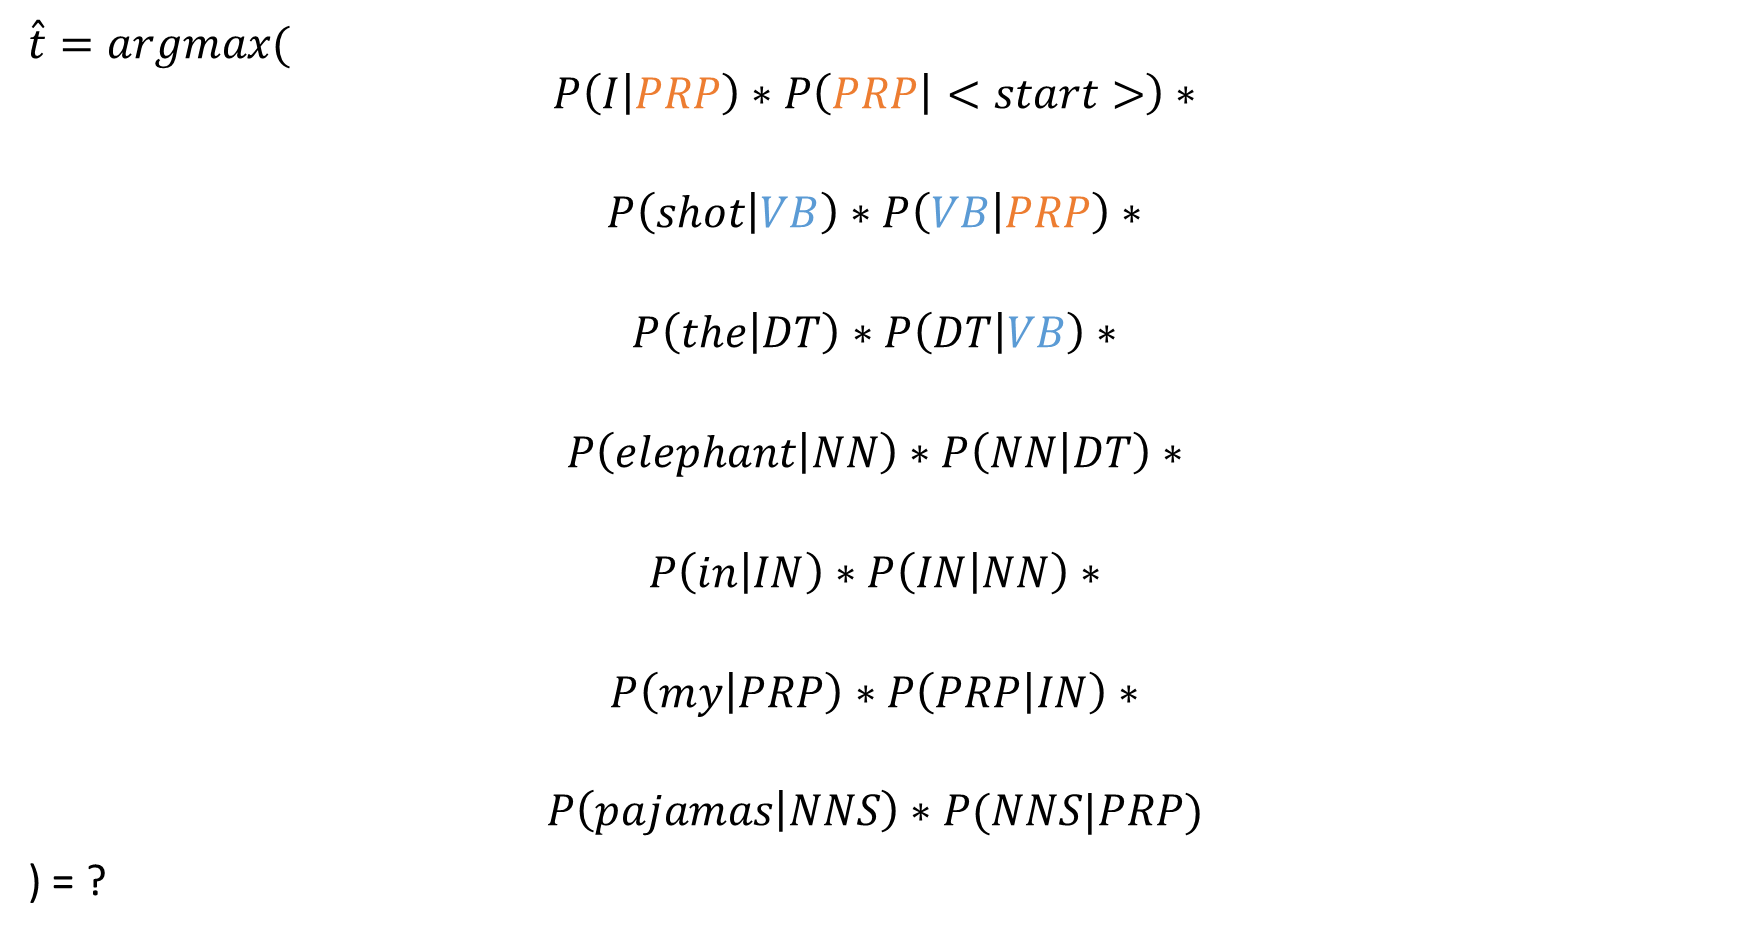 t̂ = argmax(
P(I|PRP) ∗ P(PRP| < start >) ∗
P(shot|VB) ∗ P(VB|PRP) ∗
P(the|DT) ∗ P(DT|VB) ∗
P(elephant|NN) ∗ P(NN|DT) ∗
P(in|IN) ∗ P(IN|NN) ∗
P(my|PRP) ∗ P(PRP|IN) ∗
P(pajamas|NNS) ∗ P(NNS|PRP)
) = ?